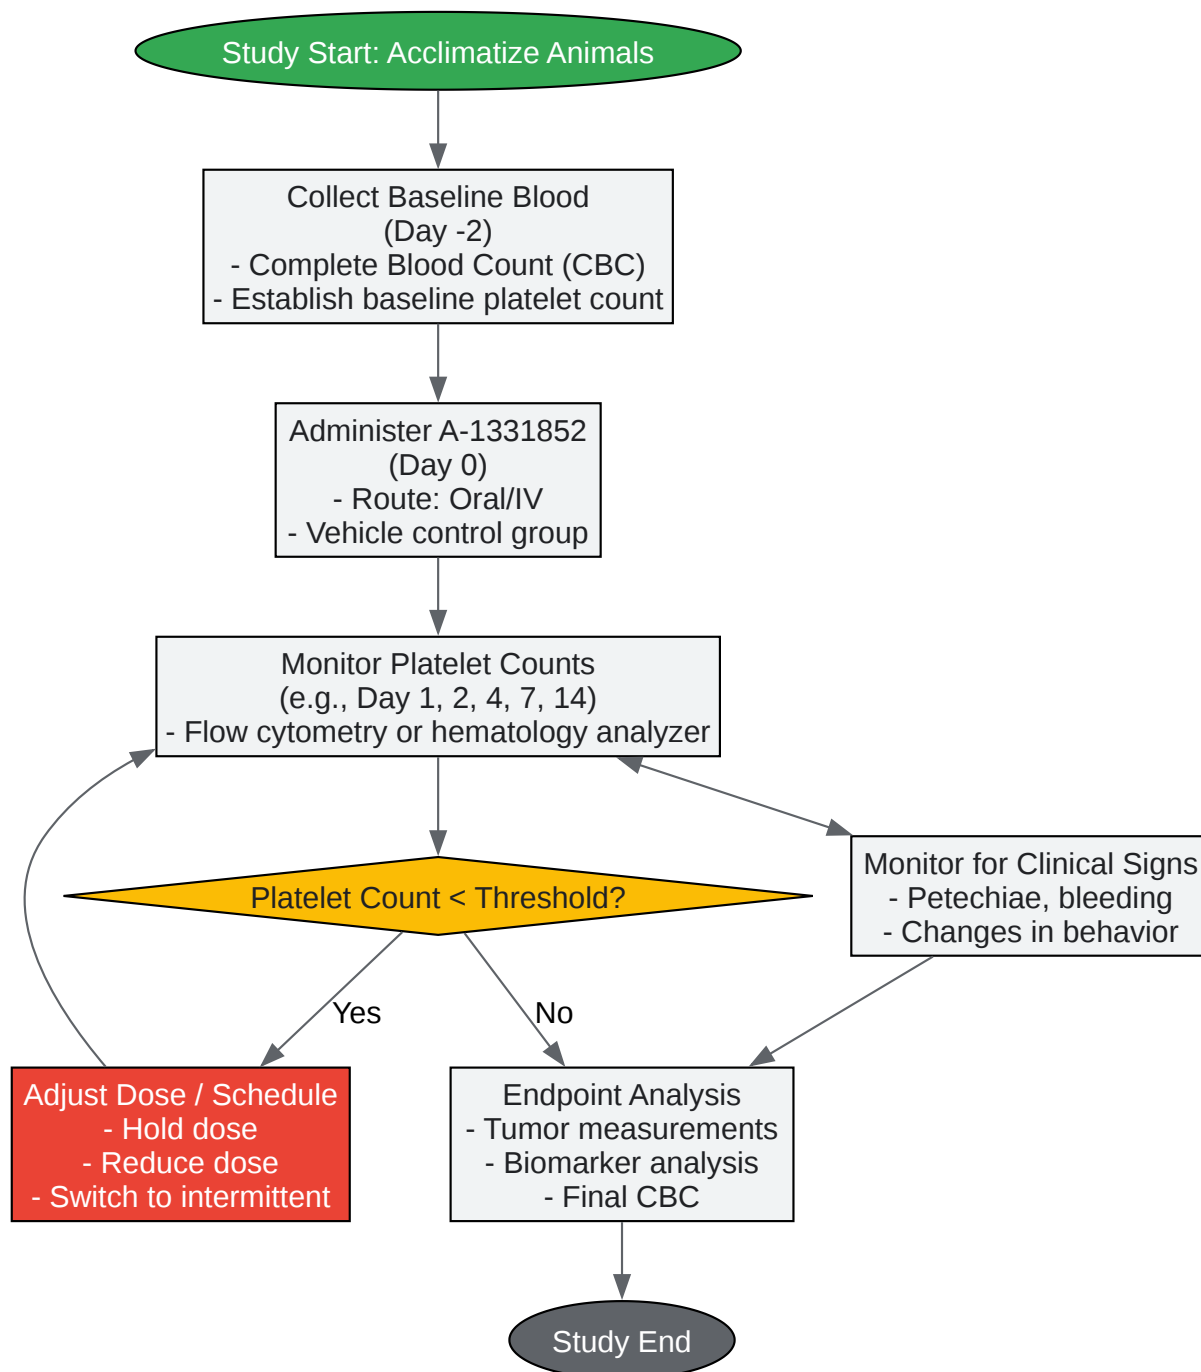 Study Start: Acclimatize Animals
Collect Baseline Blood
(Day -2)
- Complete Blood Count (CBC)
- Establish baseline platelet count
Administer A-1331852
(Day 0)
- Route: Oral/IV
- Vehicle control group
Monitor Platelet Counts
(e.g., Day 1, 2, 4, 7, 14)
- Flow cytometry or hematology analyzer
Platelet Count < Threshold?
Monitor for Clinical Signs
- Petechiae, bleeding
- Changes in behavior
Yes
No
Adjust Dose / Schedule
- Hold dose
- Reduce dose
- Switch to intermittent
Endpoint Analysis
- Tumor measurements
- Biomarker analysis
- Final CBC
Study End